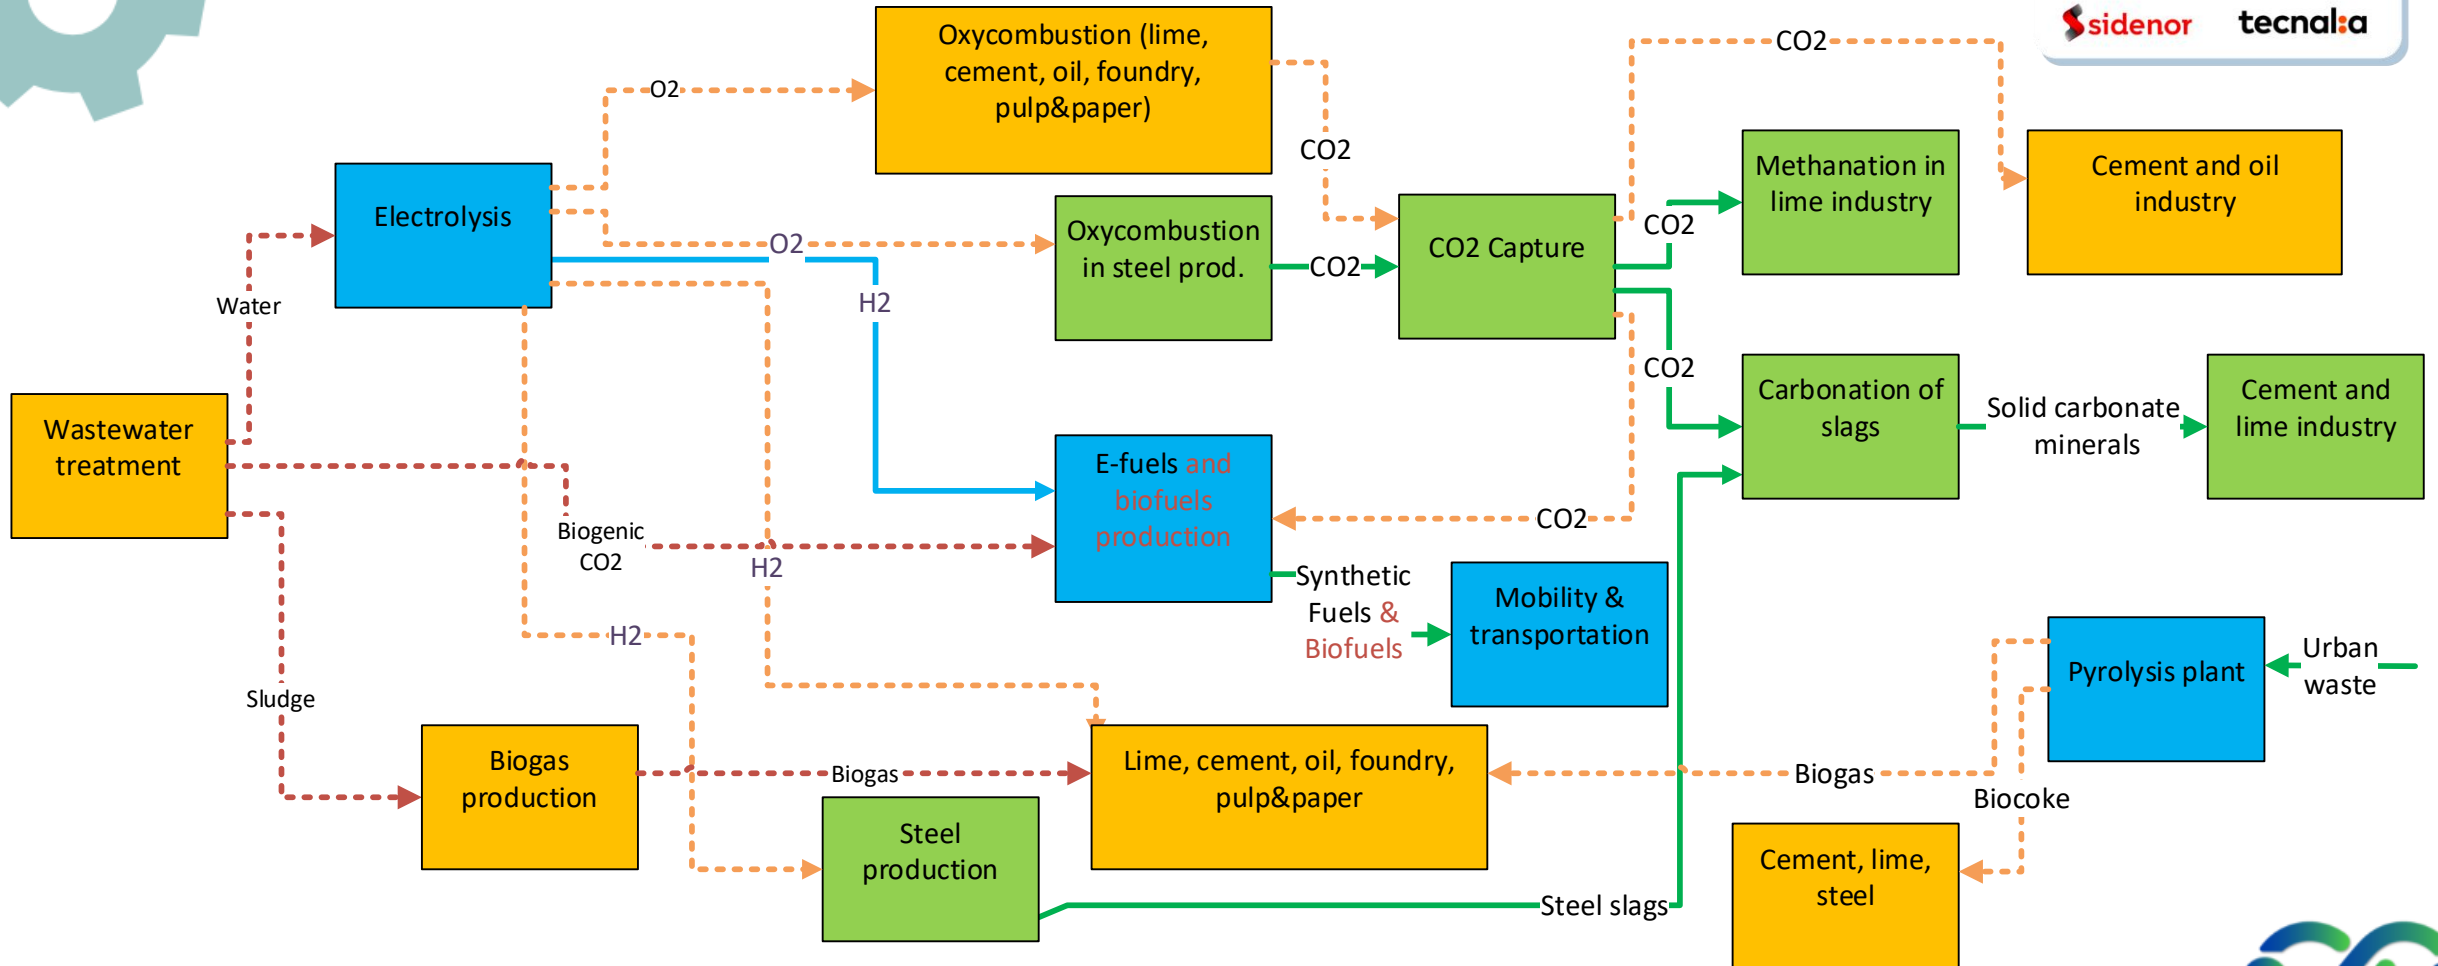 sidenor
tecnal:a
Oxycombustion (lime,
cement, oil, foundry,
pulp&paper)
CO2
O2
CO2
Methanation in
lime industry
Cement and oil
industry
Electrolysis
Oxycombustion
in steel prod.
CO2 Capture
CO2
O2
CO2
H2
Water
CO2
Carbonation of
slags
Solid carbonate
minerals
Cement and
lime industry
Wastewater
treatment
E-fuels and
biofuels
production
CO2
Biogenic
CO2
H2
Synthetic
Fuels &
Biofuels
Mobility &
transportation
H2
Pyrolysis plant
Urban
waste
Sludge
Biogas
production
Biogas
Lime, cement, oil, foundry,
pulp&paper
Biogas
Biocoke
Steel
production
Cement, lime,
steel
Steel slags